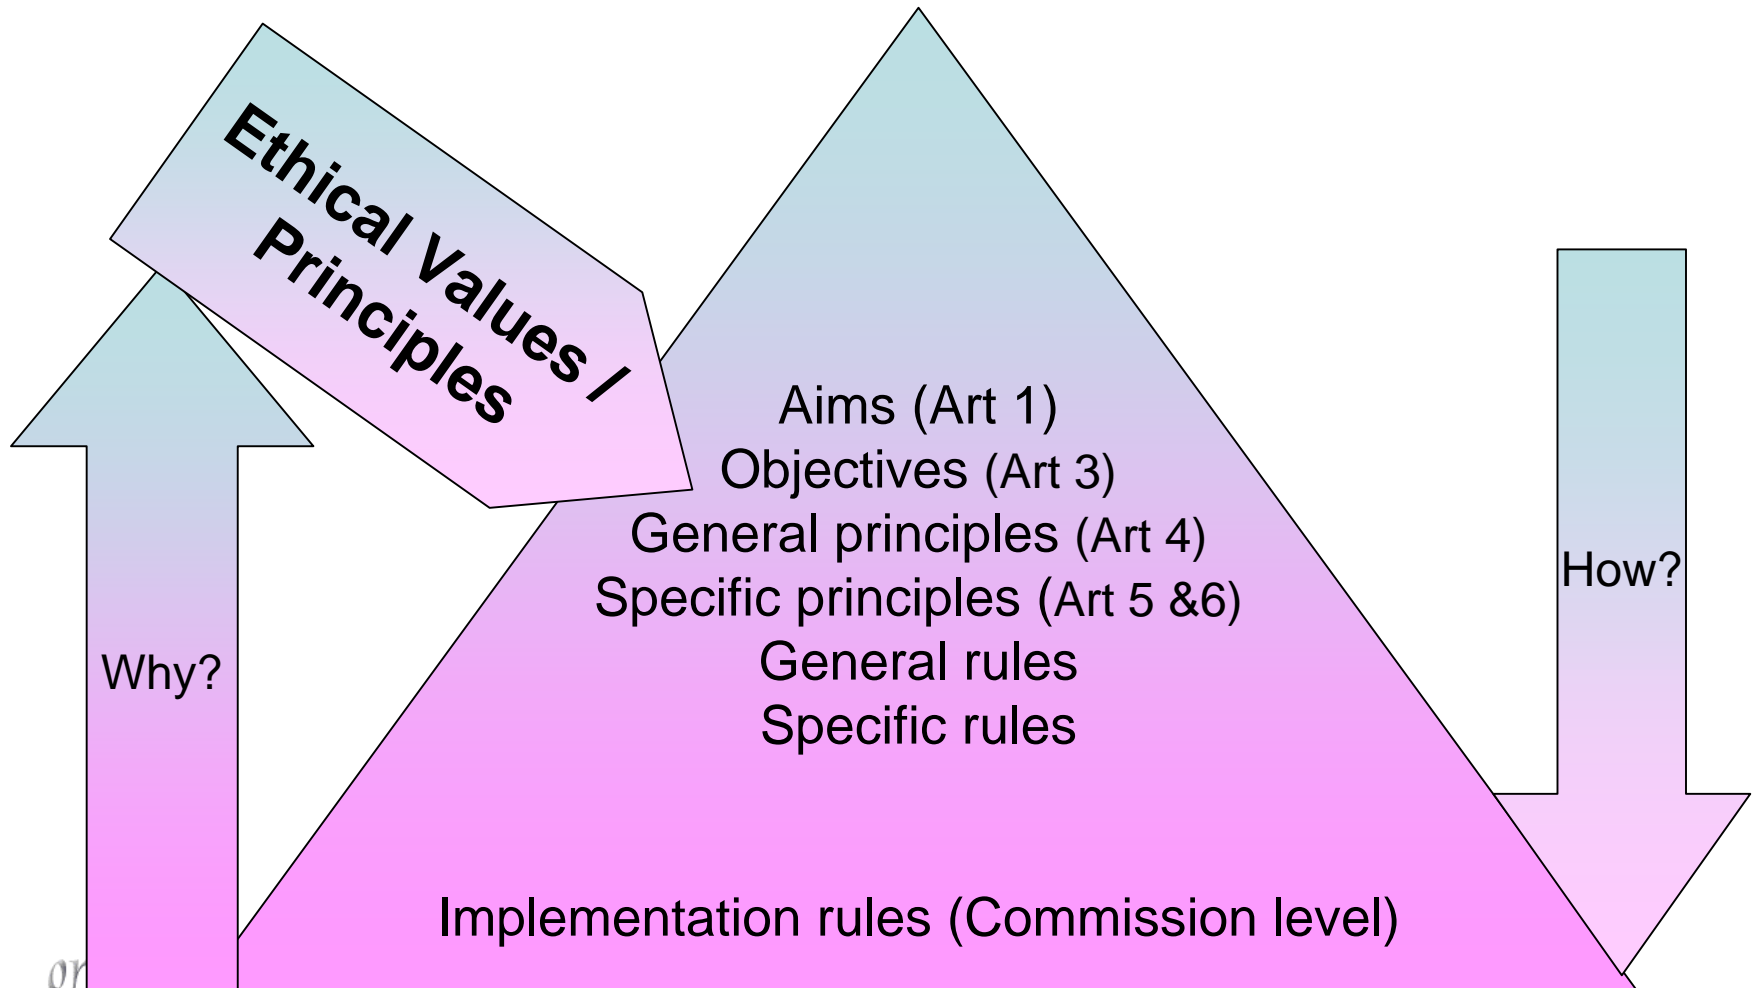 Ethical Values /
Principles
Aims (Art 1)
Objectives (Art 3)
General principles (Art 4)
Specific principles (Art 5 &6)
General rules
Specific rules
Implementation rules (Commission level)
Why?
How?